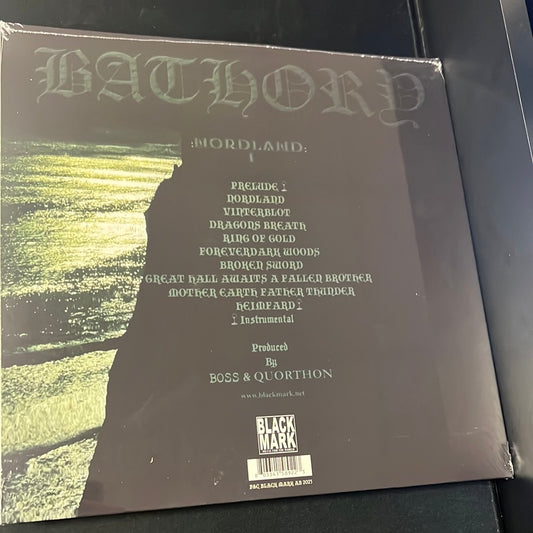 BATHORY
:NORDLAND:
I
PRELUDE
NORDLAND
VINTERBLOT
DRAGONS BREATH
RING OF GOLD
FOREVERDARK WOODS
BROKEN SWORD
GREAT HALL AWAITS A FALLEN BROTHER
MOTHER EARTH FATHER THUNDER
HEIMFARD
Instrumental
Produced
By
BOSS & QUORTHON
www.blackmark.net
BLACK
MARK
P&C BLACK MARK AB 2021